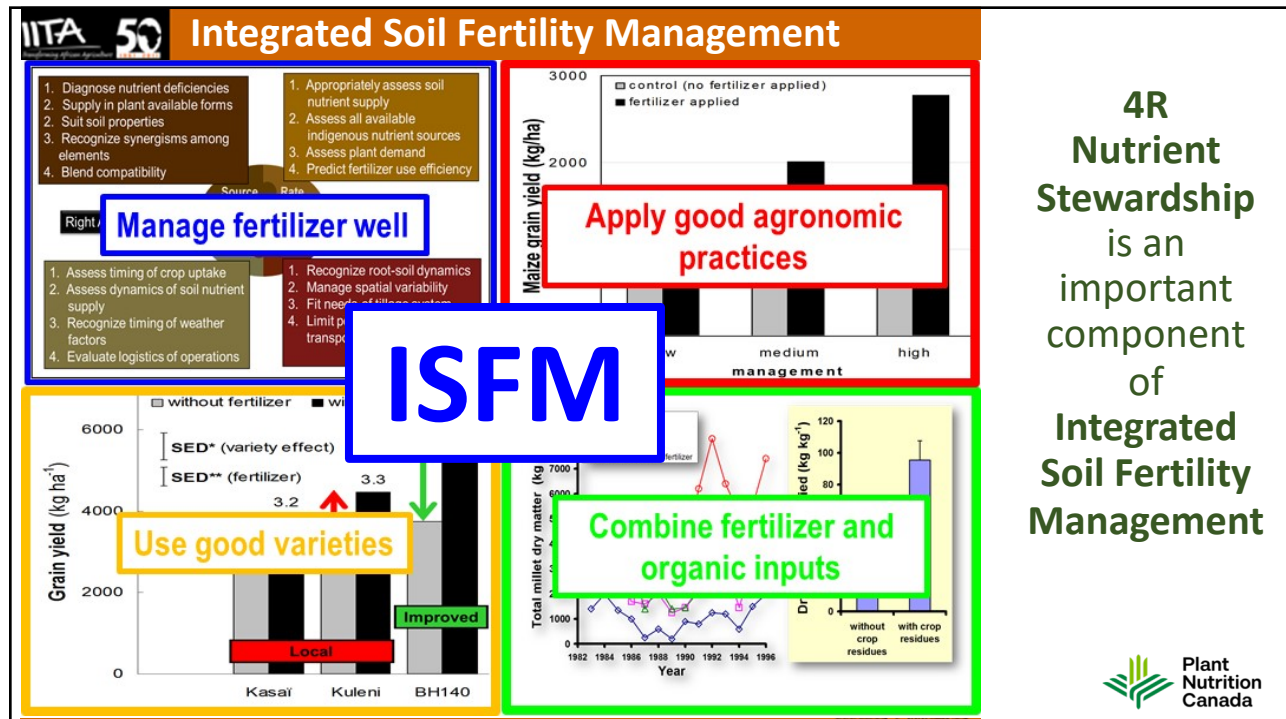 IITA 50
Integrated Soil Fertility Management
1. Diagnose nutrient deficiencies
2. Supply in plant available forms
2. Suit soil properties
3. Recognize synergisms among
elements
4. Blend compatibility
1. Appropriately assess soil
nutrient supply
2. Assess all available
indigenous nutrient sources
3. Assess plant demand
4. Predict fertilizer use efficiency
Source Rate
Right
Manage fertilizer well
1. Assess timing of crop uptake
2. Assess dynamics of soil nutrient
supply
3. Recognize timing of weather
factors
4. Evaluate logistics of operations
1. Recognize root-soil dynamics
2. Manage spatial variability
3. Fit needs of tillage system
4. Limit
3000
control (no fertilizer applied)
fertilizer applied
2000
Maize grain yield (kg/ha)
Apply good agronomic
practices
medium high
management
ISFM
without fertilizer
6000
SED* (variety effect)
SED** (fertilizer)
3.2
3.3
4000
Grain yield (kg ha-1)
Use good varieties
2000
Improved
Local
0
Kasaï Kuleni BH140
fertilizer
7000
6000
Total millet dry matter (kg
Combine fertilizer and
organic inputs
1000
0
1982 1984 1986 1988 1990 1992 1994 1996
Year
120
100
80
0
(kg kg-1)
without
crop
residues
with crop
residues
4R
Nutrient
Stewardship
is an
important
component
of
Integrated
Soil Fertility
Management
Plant
Nutrition
Canada